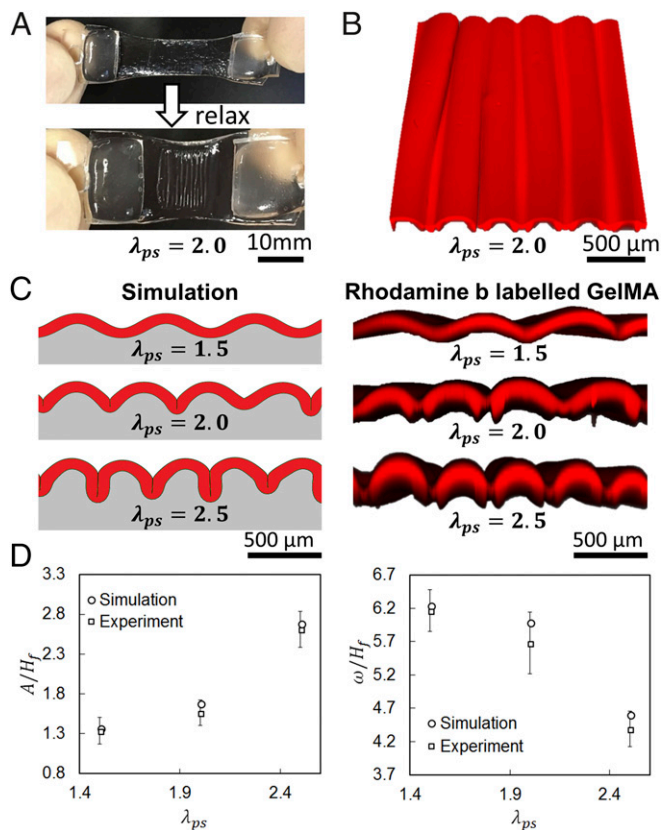 A
relax
λps = 2.0
10mm
B
λps = 2.0
500 μm
C
Simulation
λps = 1.5
λps = 2.0
λps = 2.5
500 μm
Rhodamine b labelled GelMA
λps = 1.5
λps = 2.0
λps = 2.5
500 μm
D
3.3
2.8
2.3
1.8
1.3
0.8
A/Hf
Simulation
Experiment
1.4
1.9
2.4
λps
6.7
6.2
5.7
5.2
4.7
4.2
3.7
ω/Hf
Simulation
Experiment
1.4
1.9
2.4
λps